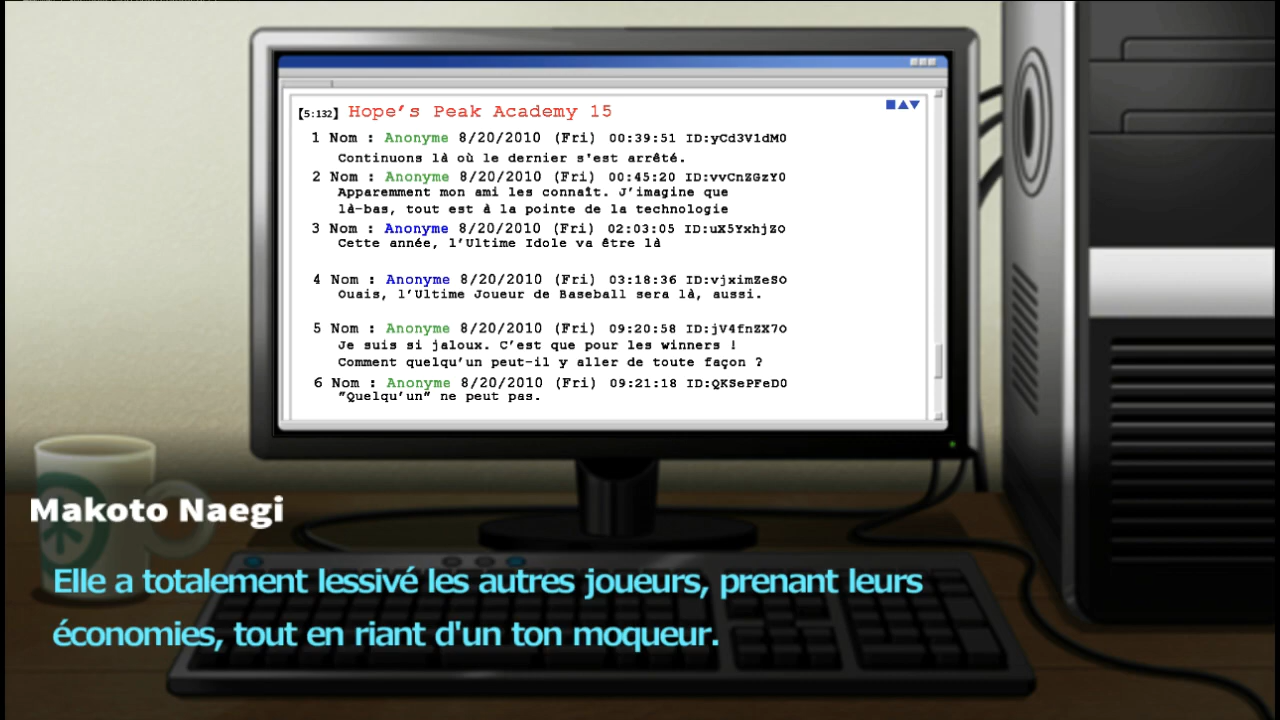 【5:132】 Hope's Peak Academy 15
1 Nom : Anonyme 8/20/2010 (Fri) 00:39:51 ID:yCd3V1dM0
Continuons là où le dernier s'est arrêté.
2 Nom : Anonyme 8/20/2010 (Fri) 00:45:20 ID:vvCnZGzY0
Apparemment mon ami les connaît. J'imagine que
là-bas, tout est à la pointe de la technologie
3 Nom : Anonyme 8/20/2010 (Fri) 02:03:05 ID:uX5YxhjZO
Cette année, l'Ultime Idole va être là
4 Nom : Anonyme 8/20/2010 (Fri) 03:18:36 ID:vjximZeSO
Ouais, l'Ultime Joueur de Baseball sera là, aussi.
5 Nom : Anonyme 8/20/2010 (Fri) 09:20:58 ID:jV4fnZX7O
Je suis si jaloux. C'est que pour les winners !
Comment quelqu'un peut-il y aller de toute façon ?
6 Nom : Anonyme 8/20/2010 (Fri) 09:21:18 ID:QKSePFeD0
"Quelqu'un" ne peut pas.
Makoto Naegi
Elle a totalement lessivé les autres joueurs, prenant leurs
économies, tout en riant d'un ton moqueur.